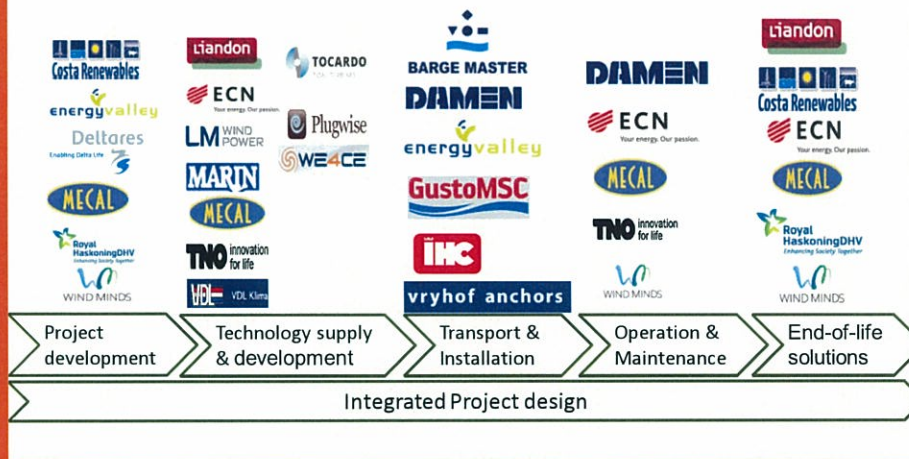 Costa Renewables
energyvalley
Deltares
Enabling Delta Life
MECAL
Royal
HaskoningDHV
Enhancing Society Together
WIND MINDS
Liandon
ECN
Your energy. Our passion.
LM WIND
POWER
MARIN
MECAL
TNO innovation
for life
VDL VDL Klima
TOCARDO
Plugwise
WE4CE
BARGE MASTER
DAMEN
energyvalley
GustoMSC
IHC
vryhof anchors
DAMEN
ECN
Your energy. Our passion.
MECAL
TNO innovation
for life
WIND MINDS
Liandon
Costa Renewables
ECN
Your energy. Our passion.
MECAL
Royal
HaskoningDHV
Enhancing Society Together
WIND MINDS
Project
development
Technology supply
& development
Transport &
Installation
Operation &
Maintenance
End-of-life
solutions
Integrated Project design